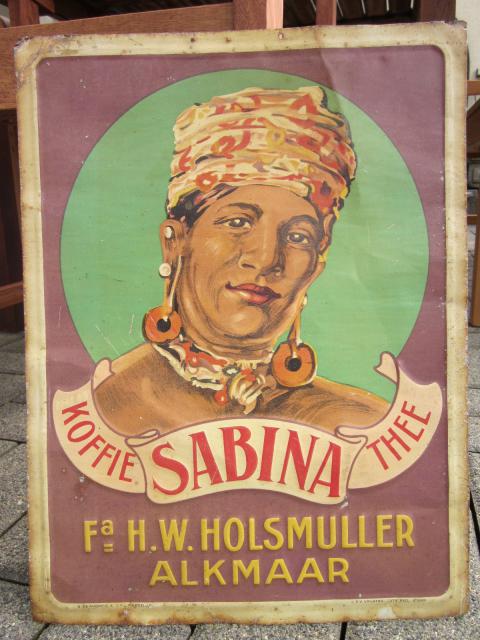 KOFFIE SABINA THEE
Fa H.W. HOLSMULLER
ALKMAAR